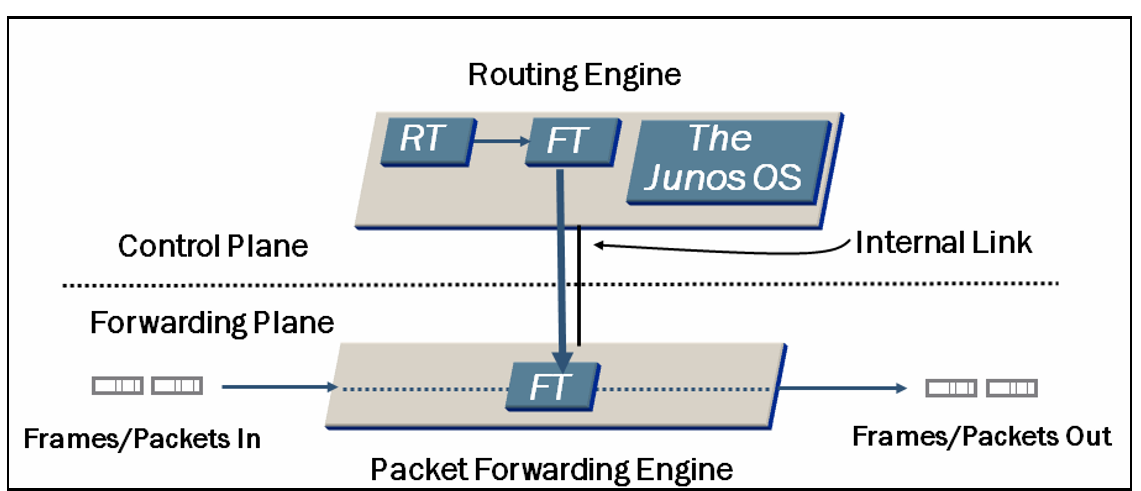 Routing Engine
RT
FT
The
Junos OS
Control Plane
Internal Link
Forwarding Plane
FT
Frames/Packets In
Frames/Packets Out
Packet Forwarding Engine